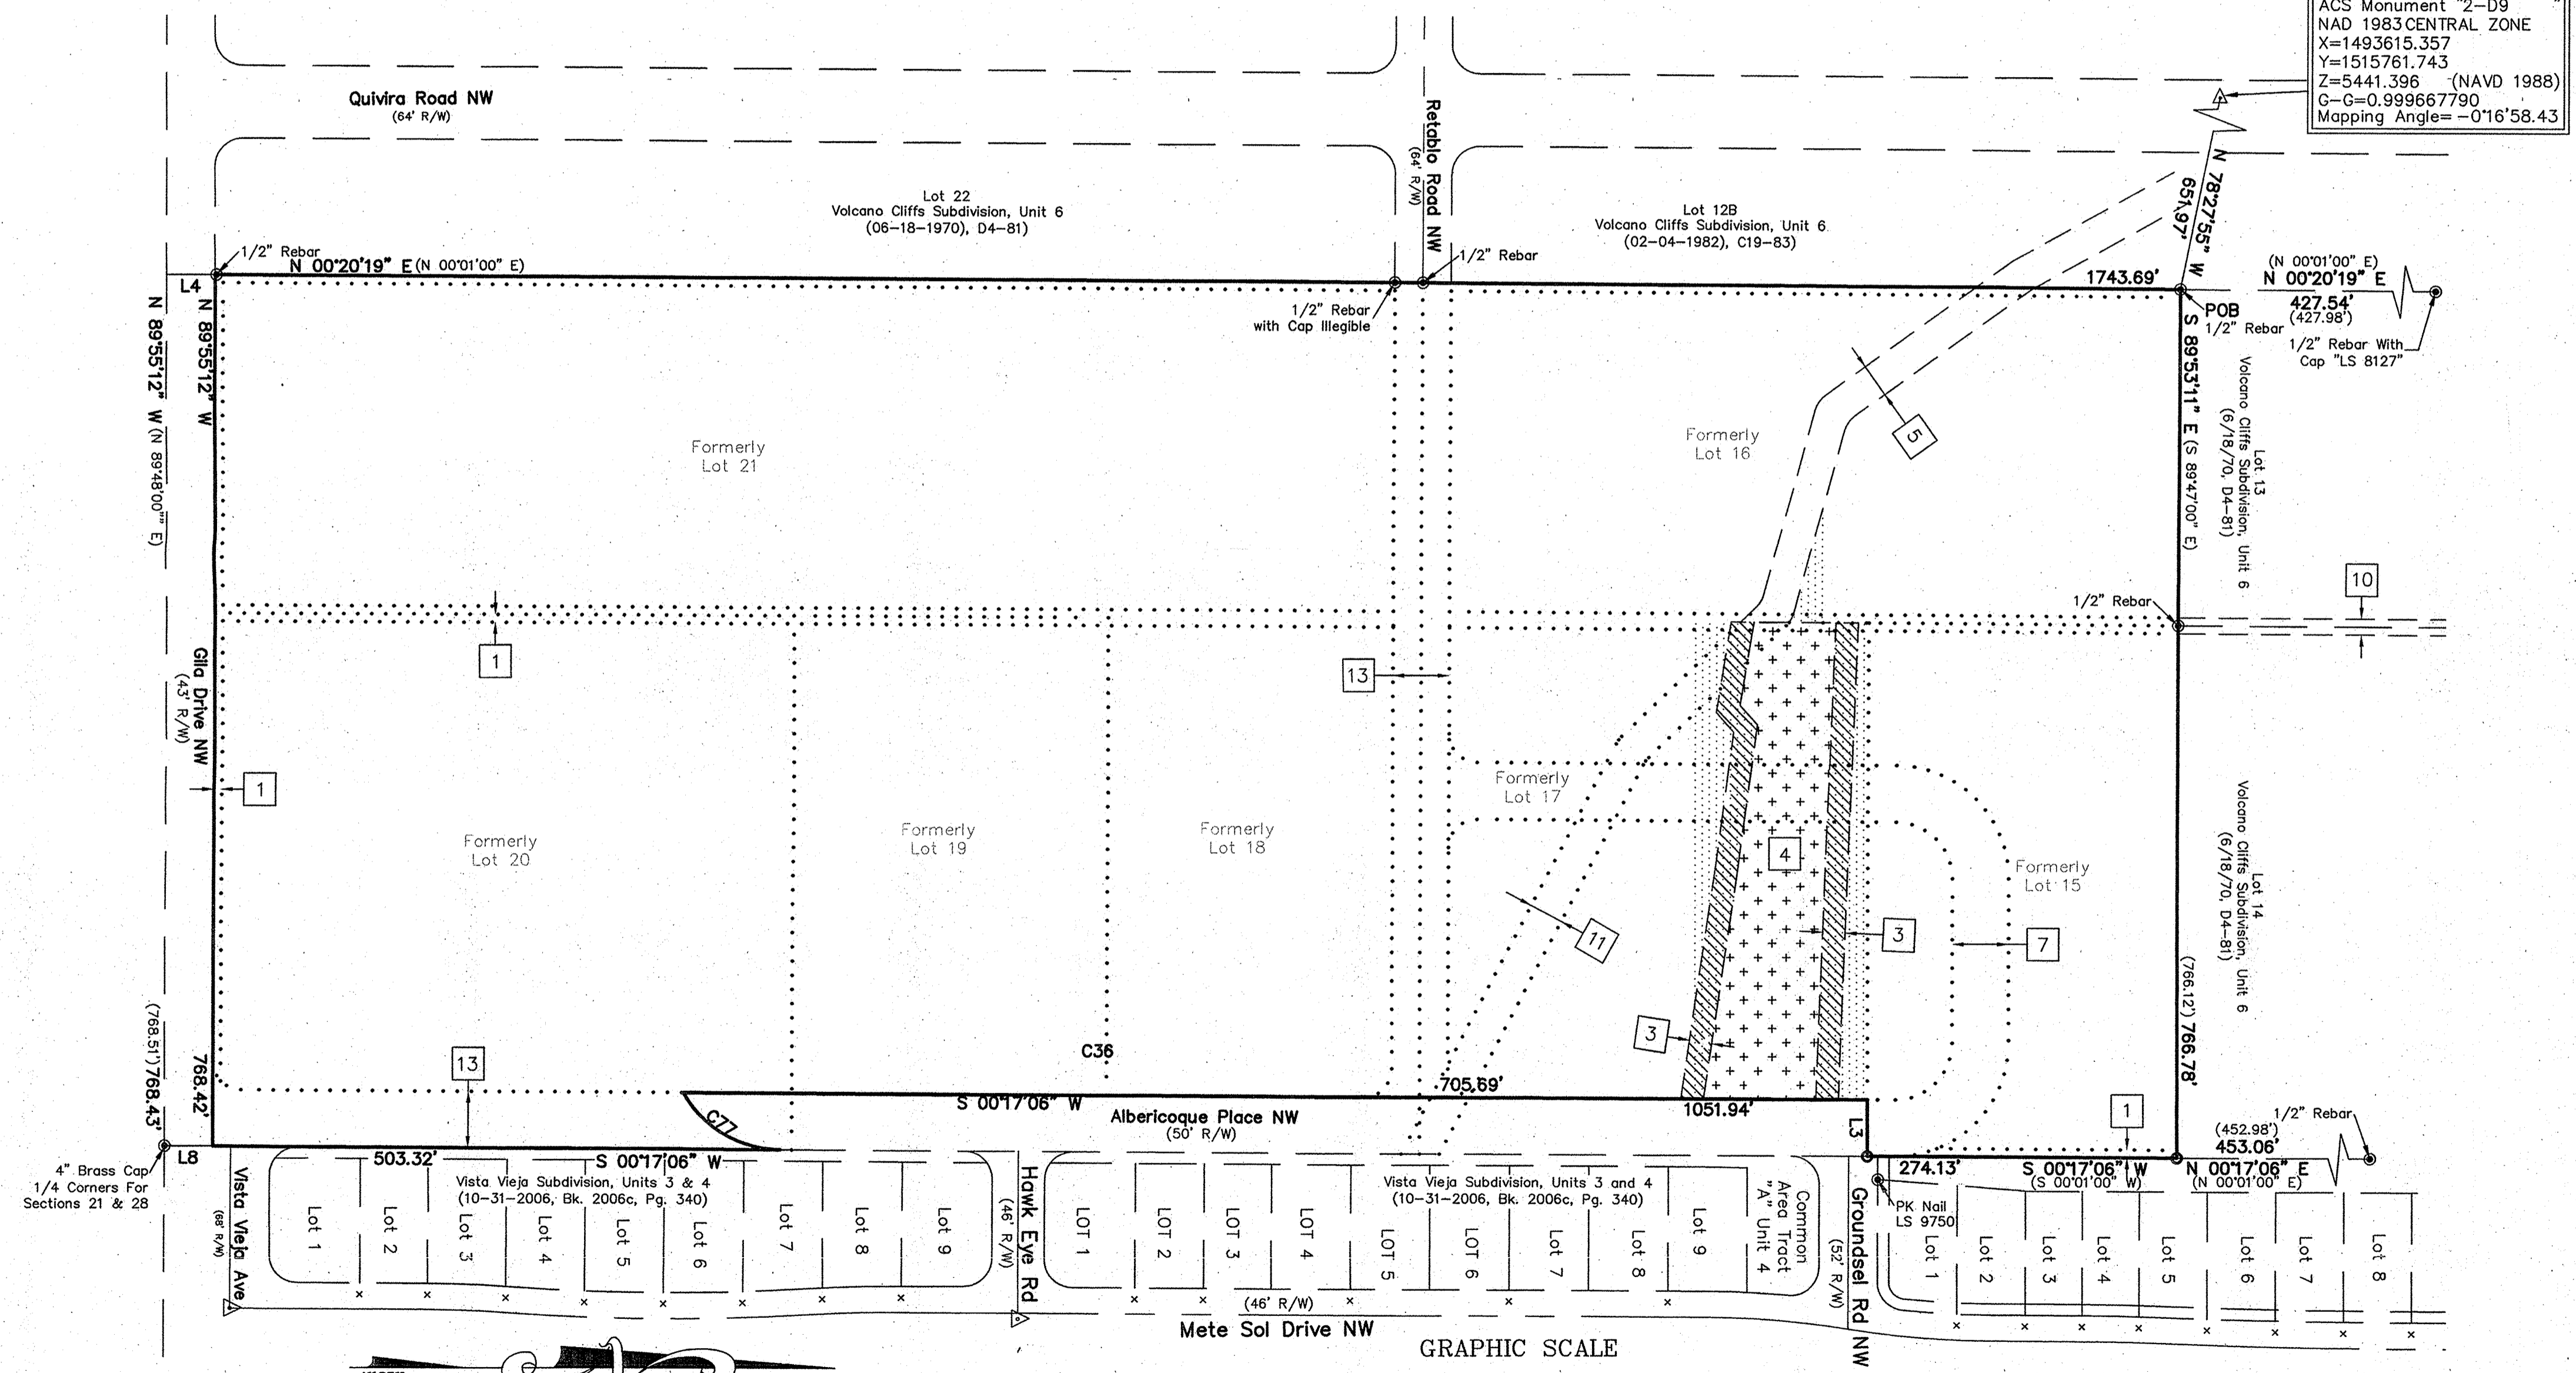 ACS Monument "2-D9 "
NAD 1983 CENTRAL ZONE
X=1493615.357
Y=1515761.743
Z=5441.396 (NAVD 1988)
G-G=0.999667790
Mapping Angle= -0°16'58.43
Quivira Road NW
(64' R/W)
Retablo Road NW
(64' R/W)
Lot 22
Volcano Cliffs Subdivision, Unit 6
(06-18-1970), D4-81)
Lot 12B
Volcano Cliffs Subdivision, Unit 6
(02-04-1982), C19-83)
N 78°27'55" W
651.97'
1/2" Rebar
N 00°20'19" E (N 00°01'00" E)
1/2" Rebar
1/2" Rebar
with Cap Illegible
1743.69'
(N 00°01'00" E)
N 00°20'19" E
427.54'
(427.98')
POB
1/2" Rebar
1/2" Rebar With
Cap "LS 8127"
L4
N 89°55'12" W
N 89°55'12" W (N 89°48'00"" E)
S 89°53'11" E (S 89°47'00" E)
Lot 13
Volcano Cliffs Subdivision, Unit 6
(6/18/70, D4-81)
Formerly
Lot 21
Formerly
Lot 16
5
10
1/2" Rebar
1
13
Gila Drive NW
(43' R/W)
1
Formerly
Lot 17
Formerly
Lot 20
Formerly
Lot 19
Formerly
Lot 18
4
Formerly
Lot 15
Lot 14
Volcano Cliffs Subdivision, Unit 6
(6/18/70, D4-81)
11
3
7
3
(766.12') 766.78'
(768.51') 768.43'
768.42'
13
C36
705.69'
S 00°17'06" W
1051.94'
Albericoque Place NW
(50' R/W)
C77
L3
1
1/2" Rebar
(452.98')
453.06'
4" Brass Cap
1/4 Corners For
Sections 21 & 28
L8
503.32'
S 00°17'06" W
274.13'
S 00°17'06" W
(S 00°01'00" W)
N 00°17'06" E
(N 00°01'00" E)
Vista Vieja Subdivision, Units 3 & 4
(10-31-2006, Bk. 2006c, Pg. 340)
Vista Vieja Subdivision, Units 3 and 4
(10-31-2006, Bk. 2006c, Pg. 340)
PK Nail
LS 9750
Vista Vieja Ave
(68' R/W)
Lot 1
Lot 2
Lot 3
Lot 4
Lot 5
Lot 6
Lot 7
Lot 8
Lot 9
Hawk Eye Rd
(46' R/W)
LOT 1
LOT 2
LOT 3
LOT 4
LOT 5
LOT 6
Lot 7
Lot 8
Lot 9
Common
Area Tract
"A" Unit 4
Groundsel Rd NW
(52' R/W)
Lot 1
Lot 2
Lot 3
Lot 4
Lot 5
Lot 6
Lot 7
Lot 8
(46' R/W)
Mete Sol Drive NW
GRAPHIC SCALE